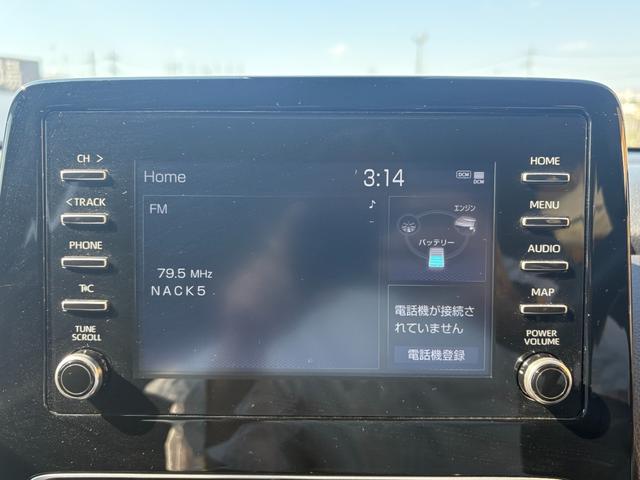 CH >
< TRACK
PHONE
T&C
TUNE
SCROLL
Home
3:14
DCM
DCM
FM
79.5 MHz
NACK5
エンジン
バッテリー
電話機が接続さ
れていません
電話機登録
HOME
MENU
AUDIO
MAP
POWER
VOLUME